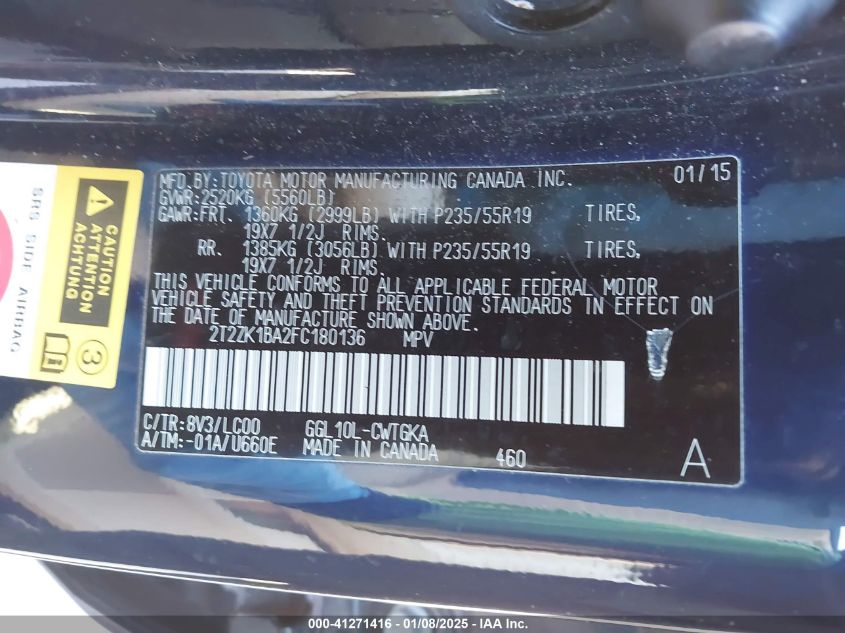 MFD.BY:TOYOTA MOTOR MANUFACTURING CANADA INC. 01/15
GVWR:2520KG (5560LB)
GAWR:FRT. 1360KG (2999LB) WITH P235/55R19 TIRES,
19X7 1/2J RIMS.
RR. 1385KG (3056LB) WITH P235/55R19 TIRES,
19X7 1/2J RIMS.
THIS VEHICLE CONFORMS TO ALL APPLICABLE FEDERAL MOTOR
VEHICLE SAFETY AND THEFT PREVENTION STANDARDS IN EFFECT ON
THE DATE OF MANUFACTURE SHOWN ABOVE.
2T2ZK1BA2FC180136 MPV
C/TR:8V3/LC00 GGL10L-CWTGKA
A/TM:-01A/U660E MADE IN CANADA 460
A
SRS SIDE AIRBAG
CAUTION
ATTENTION
ACHTUNG
3
000-41271416 — 01/08/2025 — IAA Inc.